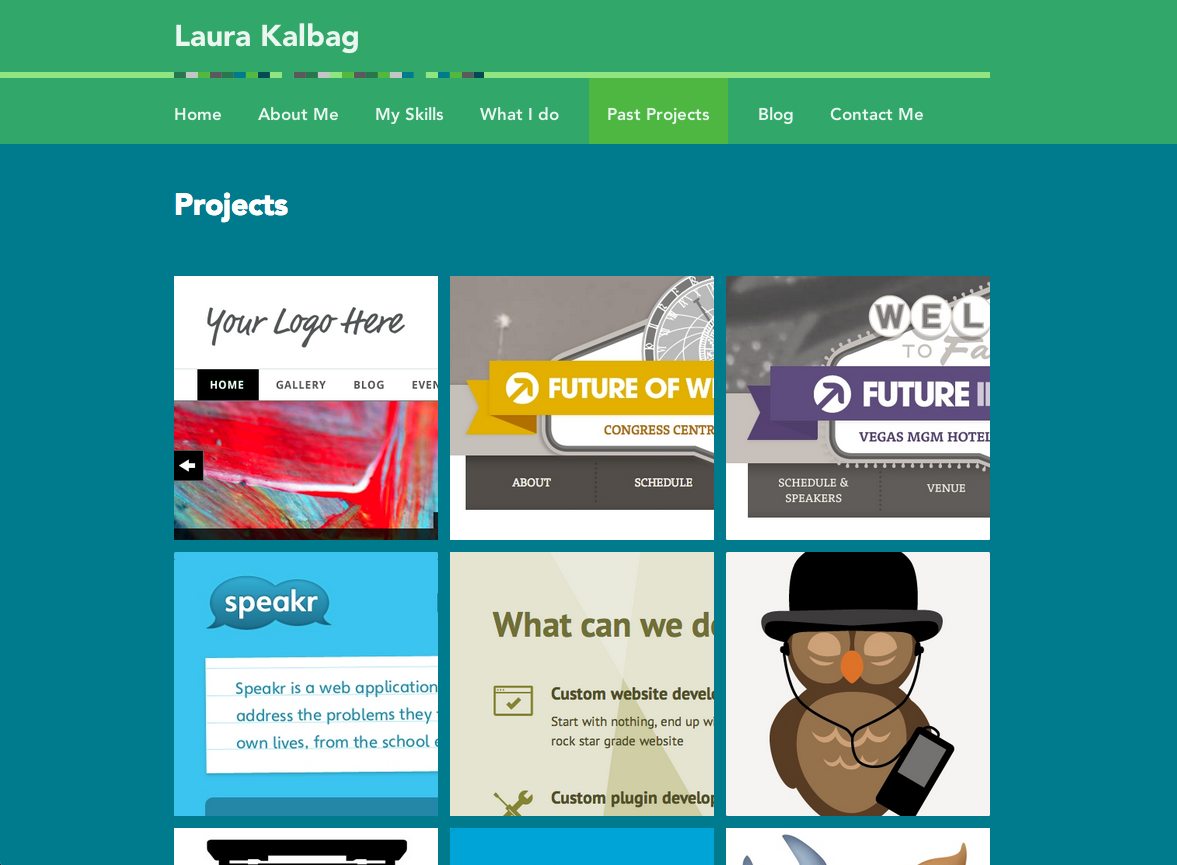 Laura Kalbag
Home About Me My Skills What I do Past Projects Blog Contact Me
Projects
Your Logo Here
HOME GALLERY BLOG EVEN
FUTURE OF WE
CONGRESS CENTR
ABOUT SCHEDULE
WEL
TO Fa
FUTURE I
VEGAS MGM HOTEL
SCHEDULE &
SPEAKERS
VENUE
speakr
Speakr is a web application
address the problems they
own lives, from the school e
What can we do
Custom website develo
Start with nothing, end up w
rock star grade website
Custom plugin develop